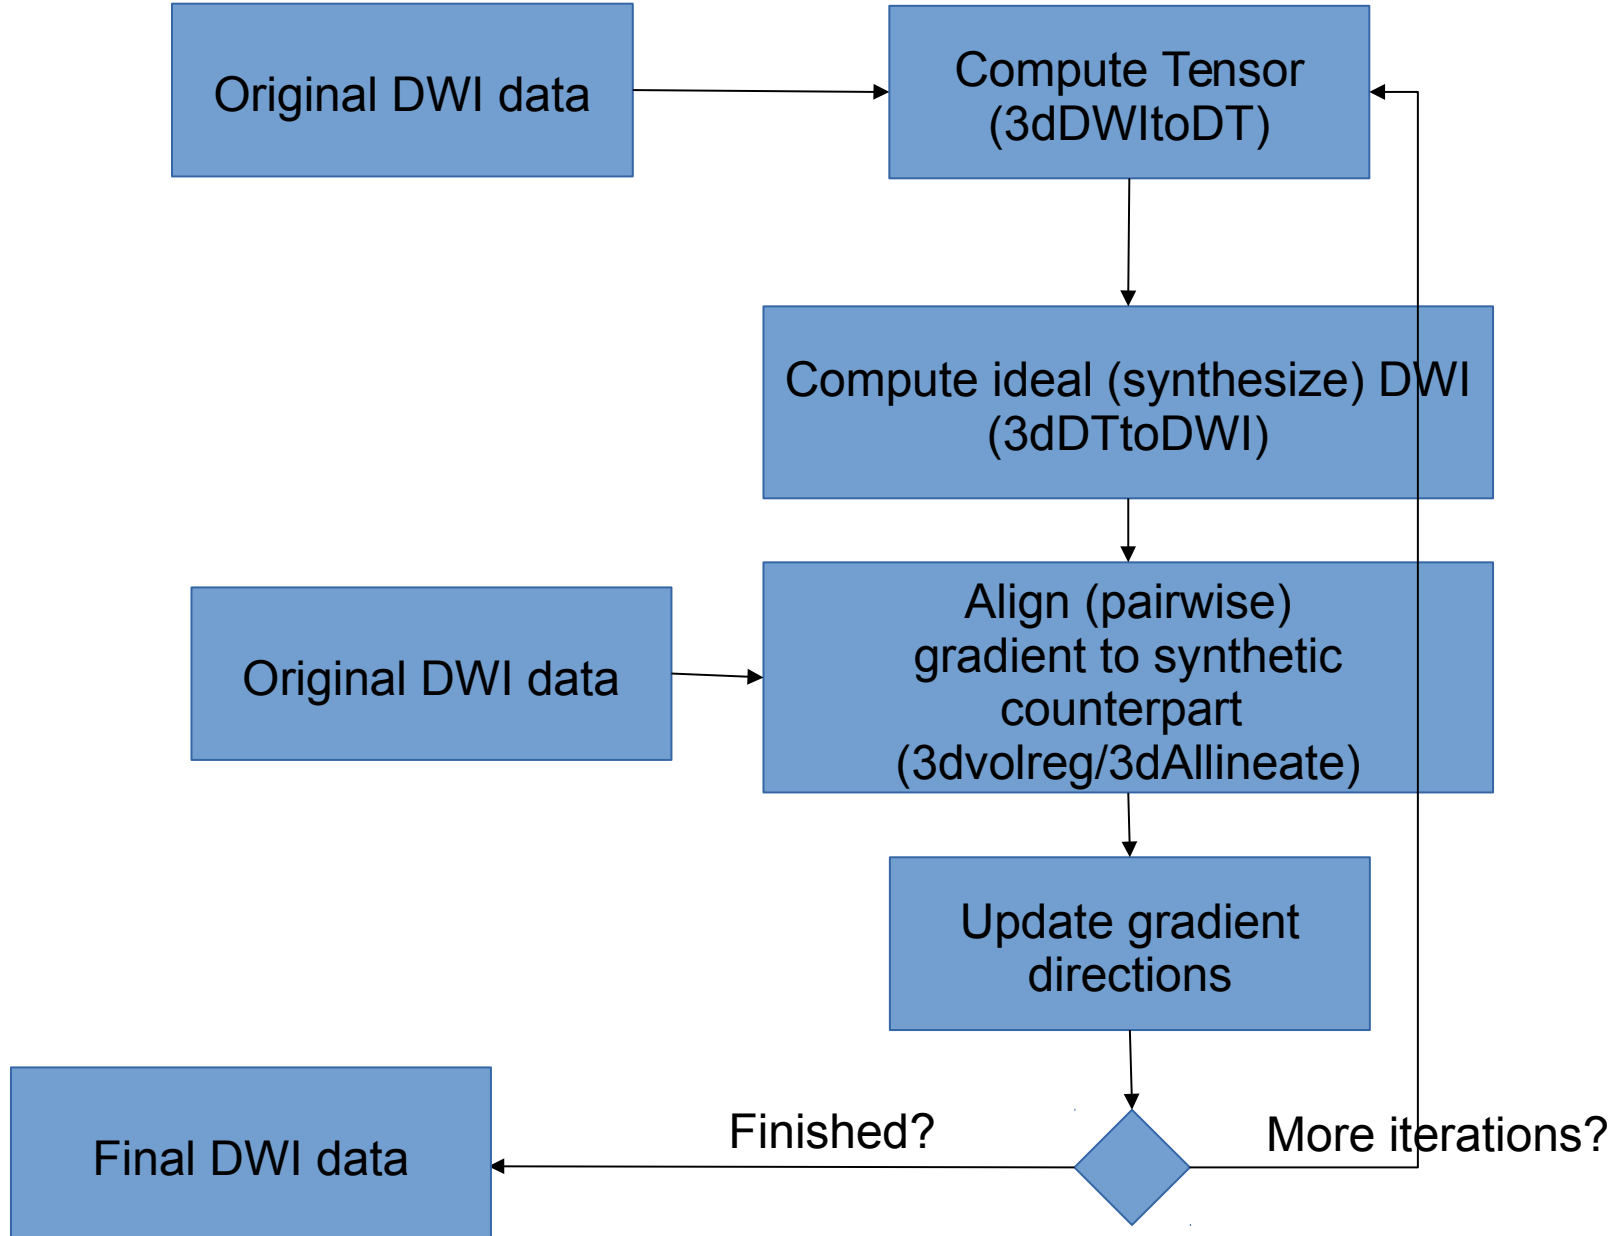 Original DWI data
Compute Tensor
(3dDWItoDT)
Compute ideal (synthesize) DWI
(3dDTtoDWI)
Original DWI data
Align (pairwise)
gradient to synthetic
counterpart
(3dvolreg/3dAllineate)
Update gradient
directions
Finished?
More iterations?
Final DWI data